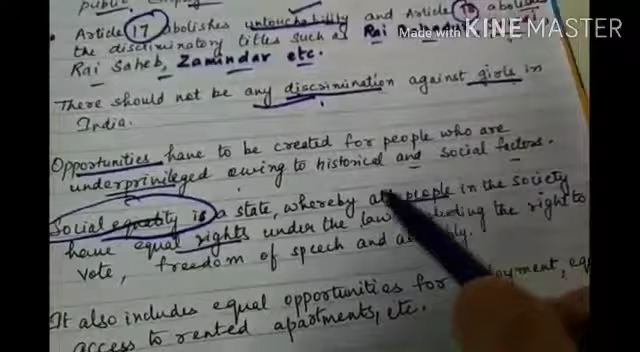 public
Article 17 abolishes untouchability and Article
the discriminatory titles such as Rai
Made with KINEMASTER
Rai Saheb, Zamindar etc.
There should not be any discrimination against girls in
India.
Opportunities have to be created for people who are
underprivileged owing to historical and social factors.
Social equality is a state, whereby all people in the society
have equal rights under the law including the right to
vote, freedom of speech and assembly.
It also includes equal opportunities for employment,
access to rented apartments, etc.